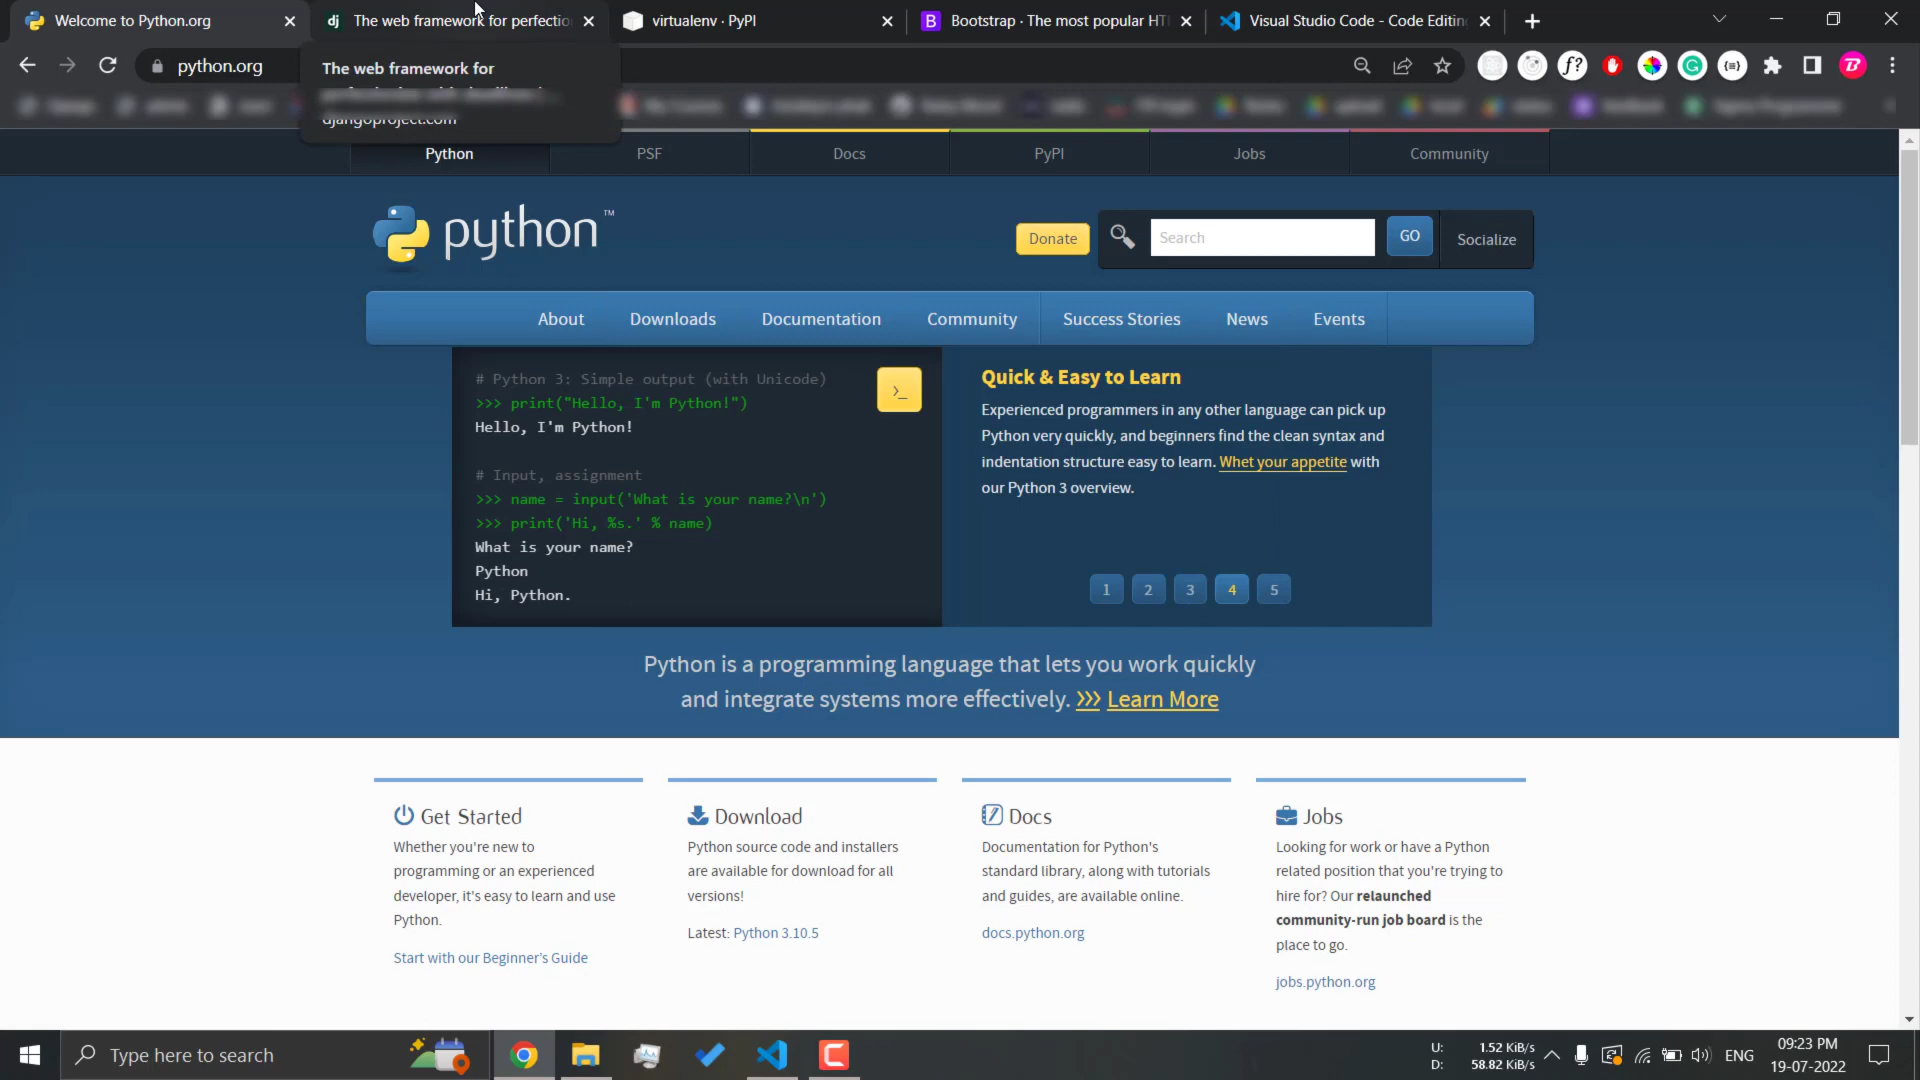 Welcome to Python.org
dj The web framework for perfectio
virtualenv · PyPI
B Bootstrap · The most popular HT
Visual Studio Code - Code Editin
python.org
The web framework for
djangoproject.com
Python
PSF
Docs
PyPI
Jobs
Community
python™
Donate
Search
GO
Socialize
About
Downloads
Documentation
Community
Success Stories
News
Events
# Python 3: Simple output (with Unicode)
>>> print("Hello, I'm Python!")
Hello, I'm Python!
# Input, assignment
>>> name = input('What is your name?\n')
>>> print('Hi, %s.' % name)
What is your name?
Python
Hi, Python.
>_
Quick & Easy to Learn
Experienced programmers in any other language can pick up
Python very quickly, and beginners find the clean syntax and
indentation structure easy to learn. Whet your appetite with
our Python 3 overview.
1 2 3 4 5
Python is a programming language that lets you work quickly
and integrate systems more effectively. >>> Learn More
Get Started
Whether you're new to
programming or an experienced
developer, it's easy to learn and use
Python.
Start with our Beginner's Guide
Download
Python source code and installers
are available for download for all
versions!
Latest: Python 3.10.5
Docs
Documentation for Python's
standard library, along with tutorials
and guides, are available online.
docs.python.org
Jobs
Looking for work or have a Python
related position that you're trying to
hire for? Our relaunched
community-run job board is the
place to go.
jobs.python.org
Type here to search
U: 1.52 KiB/s
D: 58.82 KiB/s
ENG
09:23 PM
19-07-2022